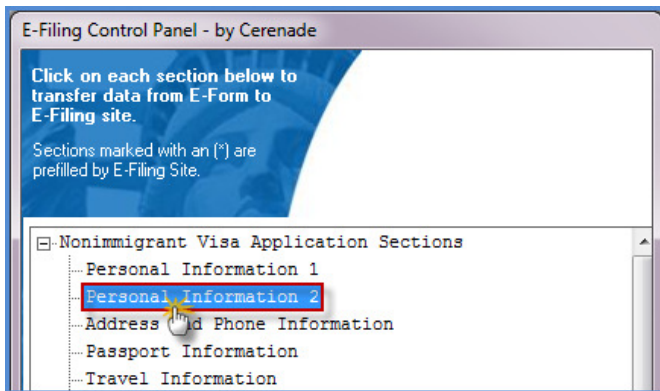 E-Filing Control Panel - by Cerenade
Click on each section below to
transfer data from E-Form to
E-Filing site.
Sections marked with an (*) are
prefilled by E-Filing Site.
Nonimmigrant Visa Application Sections
Personal Information 1
Personal Information 2
Address and Phone Information
Passport Information
Travel Information